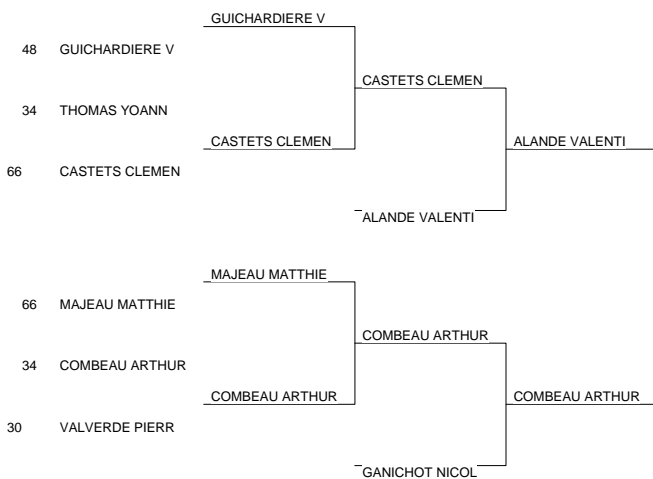 GUICHARDIERE V
48 GUICHARDIERE V
CASTETS CLEMEN
34 THOMAS YOANN
CASTETS CLEMEN ALANDE VALENTI
66 CASTETS CLEMEN
ALANDE VALENTI
MAJEAU MATTHIE
66 MAJEAU MATTHIE
COMBEAU ARTHUR
34 COMBEAU ARTHUR
COMBEAU ARTHUR COMBEAU ARTHUR
30 VALVERDE PIERR
GANICHOT NICOL